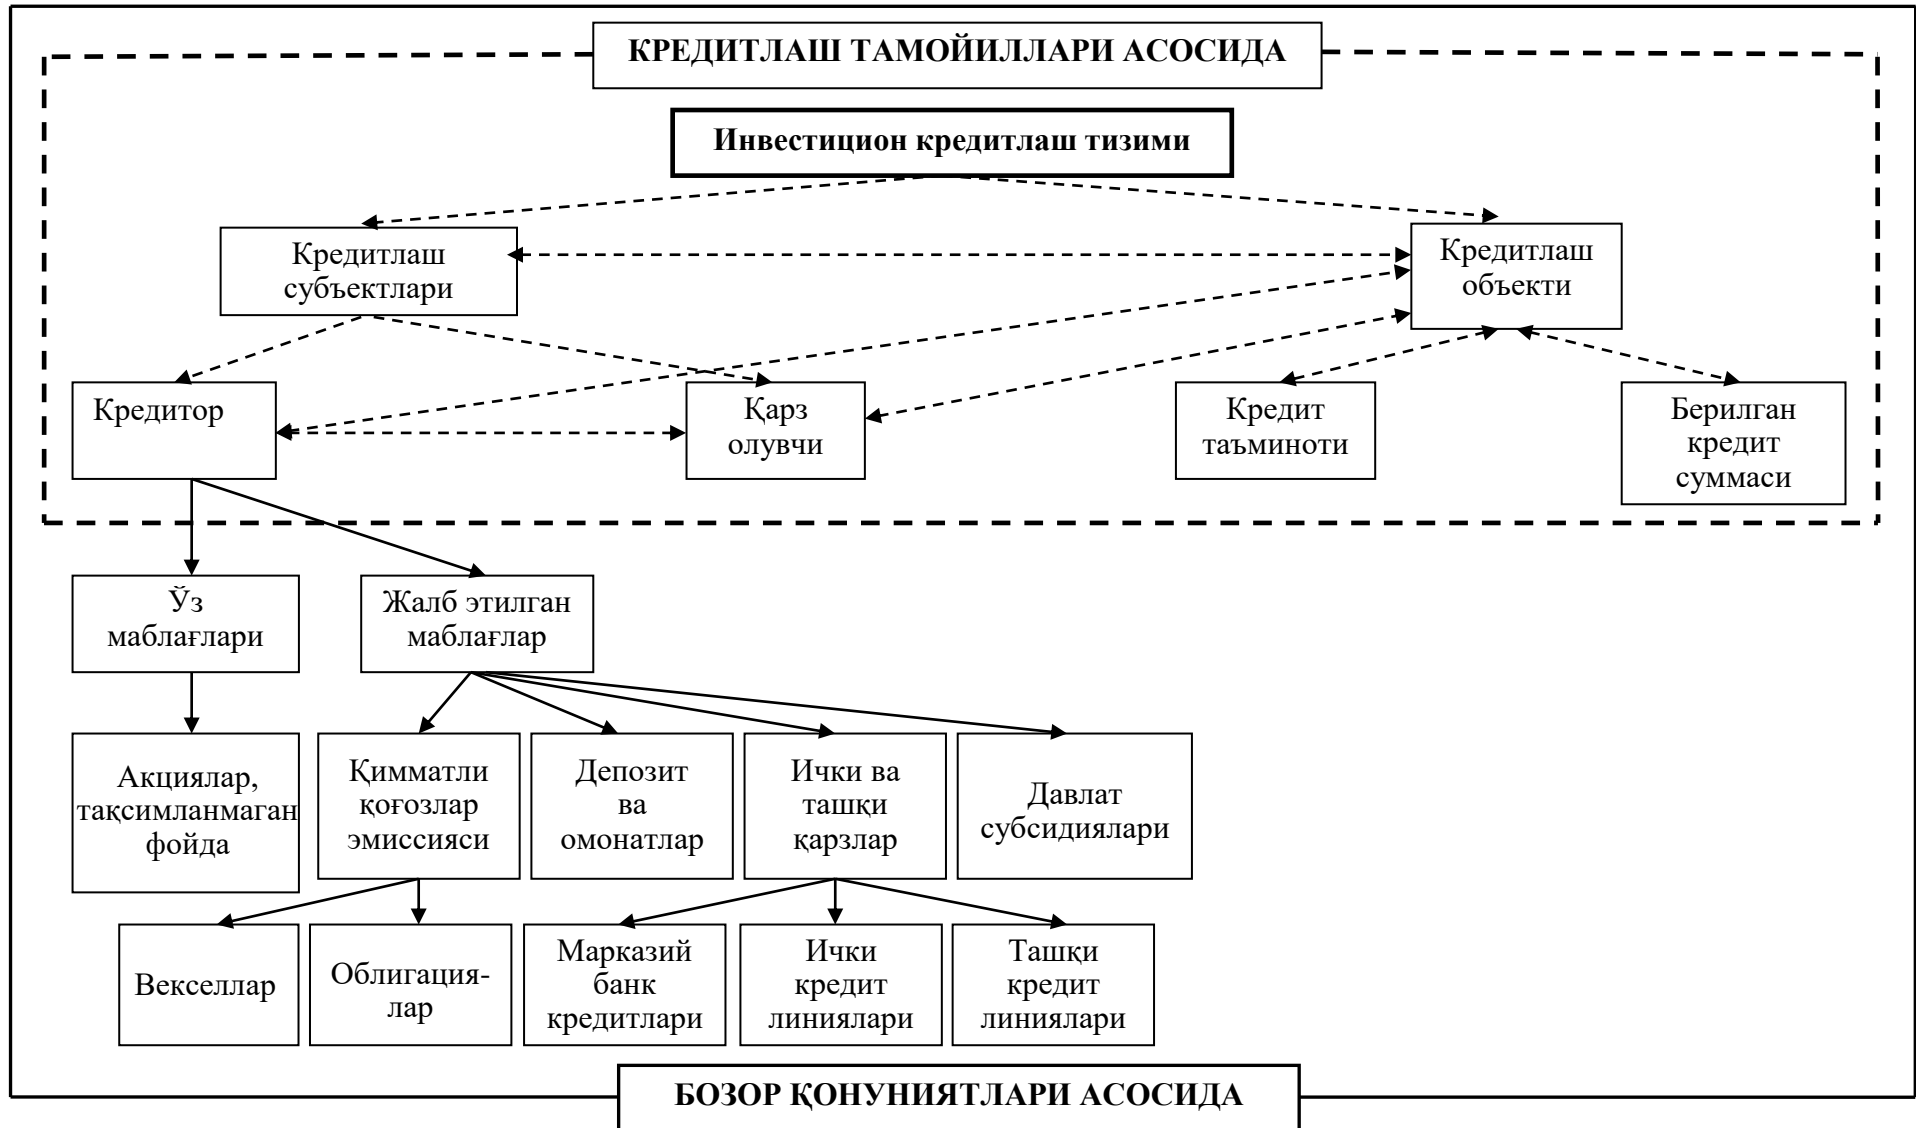 КРЕДИТЛАШ ТАМОЙИЛЛАРИ АСОСИДА
Инвестицион кредитлаш тизими
Кредитлаш
субъектлари
Кредитлаш
объекти
Кредитор
Қарз
олувчи
Кредит
таъминоти
Берилган
кредит
суммаси
Ўз
маблағлари
Жалб этилган
маблағлар
Акциялар,
тақсимланмаган
фойда
Қимматли
қоғозлар
эмиссияси
Депозит
ва
омонатлар
Ички ва
ташқи
қарзлар
Давлат
субсидиялари
Векселлар
Облигация-
лар
Марказий
банк
кредитлари
Ички
кредит
линиялари
Ташқи
кредит
линиялари
БОЗОР ҚОНУНИЯТЛАРИ АСОСИДА